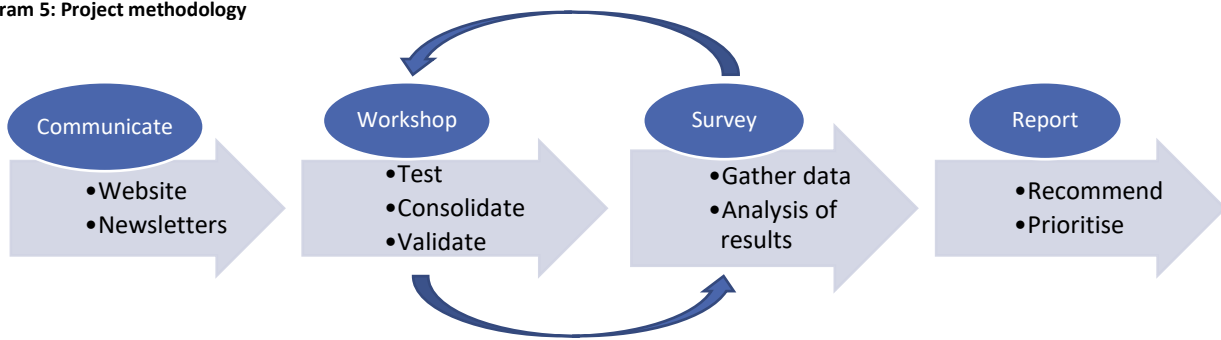 ram 5: Project methodology
Communicate
•Website
•Newsletters
Workshop
•Test
•Consolidate
•Validate
Survey
•Gather data
•Analysis of
results
Report
•Recommend
•Prioritise